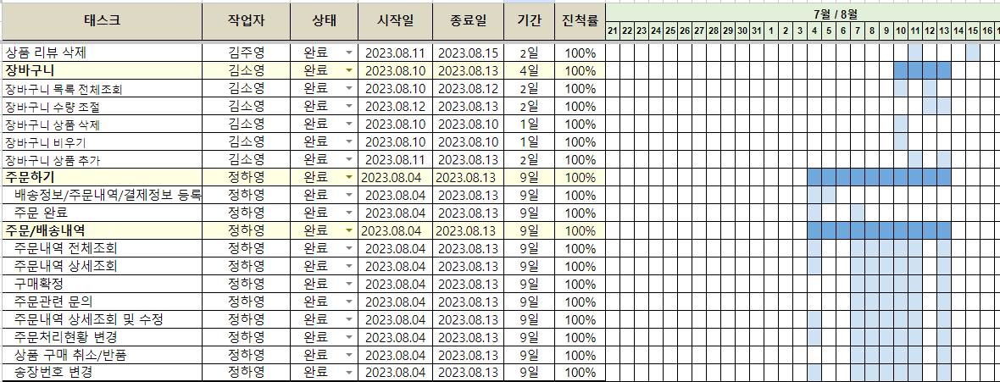 태스크 작업자 상태 시작일 종료일 기간 진척률 7월 / 8월
21 22 23 24 25 26 27 28 29 30 31 1 2 3 4 5 6 7 8 9 10 11 12 13 14 15 16
상품 리뷰 삭제 김주영 완료 2023.08.11 2023.08.15 2일 100%
장바구니 김소영 완료 2023.08.10 2023.08.13 4일 100%
장바구니 목록 전체조회 김소영 완료 2023.08.10 2023.08.12 2일 100%
장바구니 수량 조절 김소영 완료 2023.08.12 2023.08.13 2일 100%
장바구니 상품 삭제 김소영 완료 2023.08.10 2023.08.10 1일 100%
장바구니 비우기 김소영 완료 2023.08.10 2023.08.10 1일 100%
장바구니 상품 추가 김소영 완료 2023.08.11 2023.08.13 2일 100%
주문하기 정하영 완료 2023.08.04 2023.08.13 9일 100%
배송정보/주문내역/결제정보 등록 정하영 완료 2023.08.04 2023.08.13 9일 100%
주문 완료 정하영 완료 2023.08.04 2023.08.13 9일 100%
주문/배송내역 정하영 완료 2023.08.04 2023.08.13 9일 100%
주문내역 전체조회 정하영 완료 2023.08.04 2023.08.13 9일 100%
주문내역 상세조회 정하영 완료 2023.08.04 2023.08.13 9일 100%
구매확정 정하영 완료 2023.08.04 2023.08.13 9일 100%
주문관련 문의 정하영 완료 2023.08.04 2023.08.13 9일 100%
주문내역 상세조회 및 수정 정하영 완료 2023.08.04 2023.08.13 9일 100%
주문처리현황 변경 정하영 완료 2023.08.04 2023.08.13 9일 100%
상품 구매 취소/반품 정하영 완료 2023.08.04 2023.08.13 9일 100%
송장번호 변경 정하영 완료 2023.08.04 2023.08.13 9일 100%